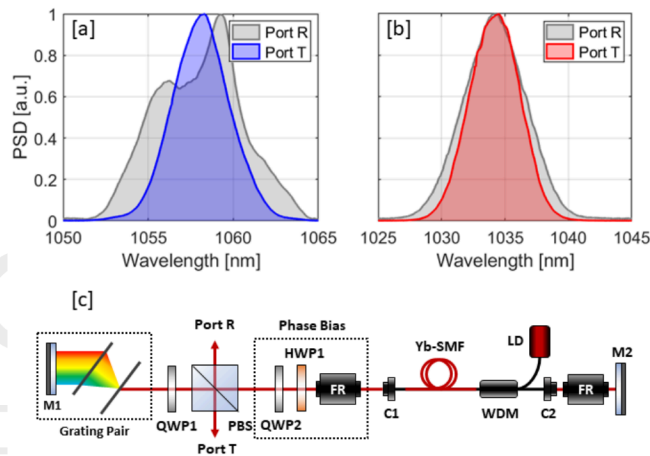 [a]
Port R
Port T
1
0.8
0.6
0.4
0.2
0
PSD [a.u.]
1050
1055
1060
1065
Wavelength [nm]
[b]
Port R
Port T
1025
1030
1035
1040
1045
Wavelength [nm]
[c]
Port R
Phase Bias
HWP1
Yb-SMF
LD
M2
FR
FR
M1
Grating Pair
QWP1
PBS
QWP2
C1
WDM
C2
Port T